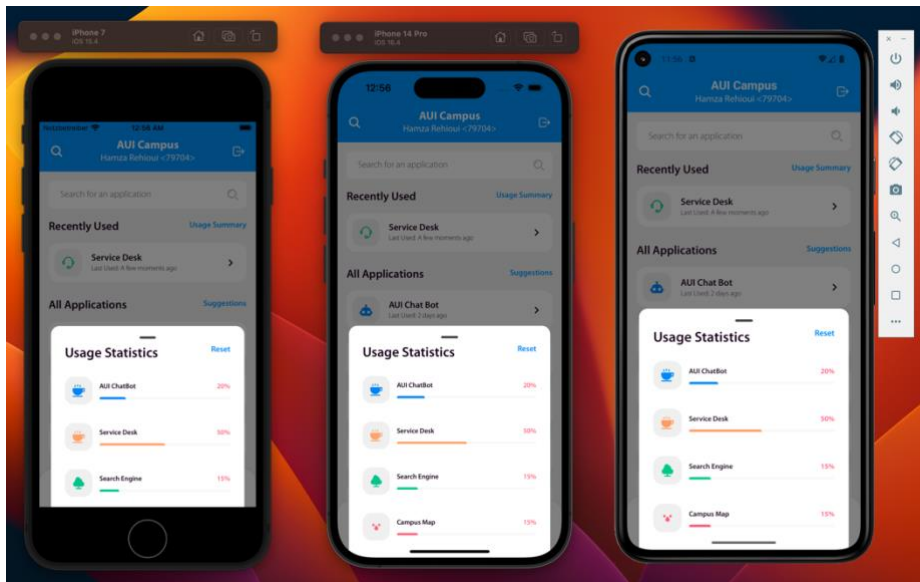 iPhone 7
iOS 15.4
12:56 AM
AUI Campus
Hamza Rehioui <79704>
Search for an application
Recently Used
Usage Summary
Service Desk
Last Used: A few moments ago
All Applications
Suggestions
Usage Statistics
Reset
AUI ChatBot
20%
Service Desk
50%
Search Engine
15%
iPhone 14 Pro
iOS 16.4
12:56
AUI Campus
Hamza Rehioui <79704>
Search for an application
Recently Used
Usage Summary
Service Desk
Last Used: A few moments ago
All Applications
Suggestions
AUI Chat Bot
Last Used: 2 days ago
Usage Statistics
Reset
AUI ChatBot
20%
Service Desk
50%
Search Engine
15%
Campus Map
15%
11:56
AUI Campus
Hamza Rehioui <79704>
Search for an application
Recently Used
Usage Summary
Service Desk
Last Used: A few moments ago
All Applications
Suggestions
AUI Chat Bot
Last Used: 2 days ago
Usage Statistics
Reset
AUI ChatBot
20%
Service Desk
50%
Search Engine
15%
Campus Map
15%